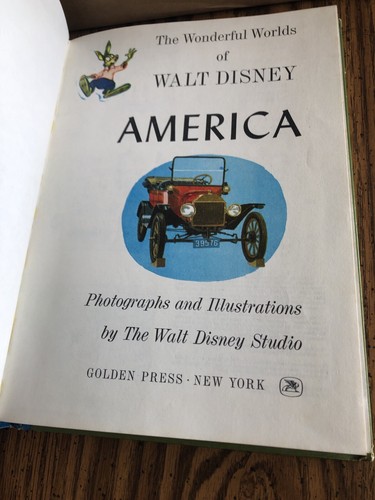 The Wonderful Worlds
of
WALT DISNEY
AMERICA
39576
Photographs and Illustrations
by The Walt Disney Studio
GOLDEN PRESS · NEW YORK